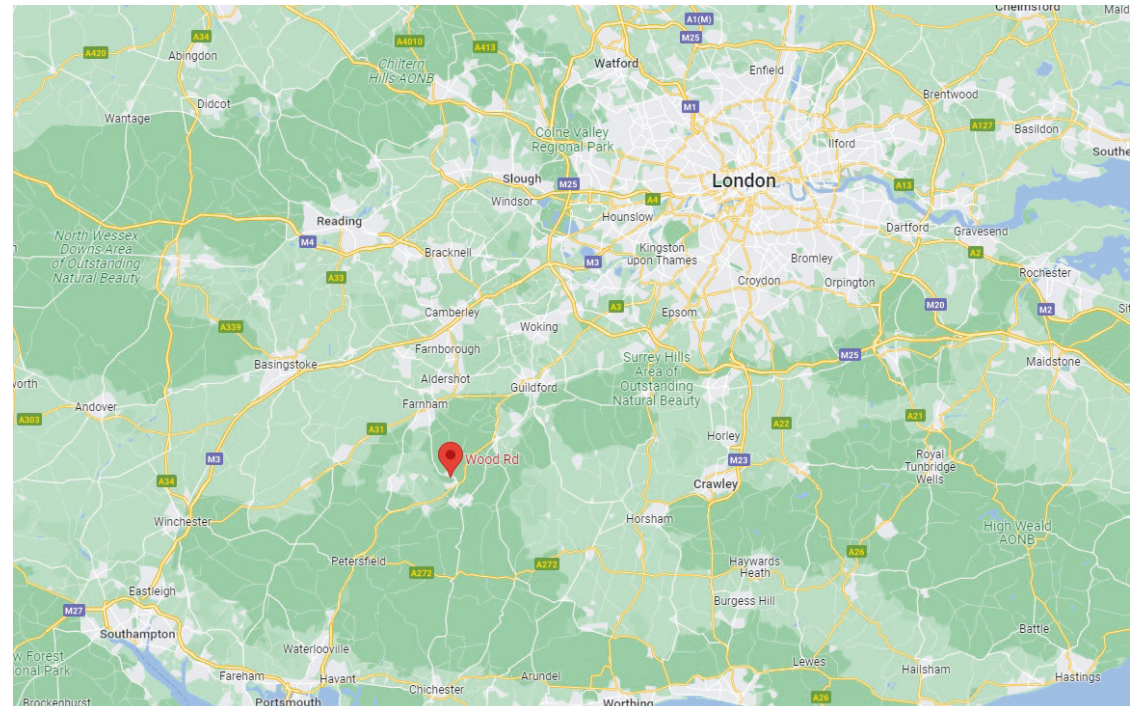 Chelmsford
Mald
A1(M)
M25
A34
A420
Abingdon
A4010
A413
Chiltern
Hills AONB
Watford
Enfield
Brentwood
Didcot
Wantage
M1
A127
Basildon
Colne Valley
Regional Park
Ilford
Southe
Slough
M25
London
A13
Windsor
A4
Hounslow
Reading
Dartford
Gravesend
North Wessex
Downs Area
of Outstanding
Natural Beauty
M4
Bracknell
Kingston
upon Thames
Bromley
A2
M3
Rochester
A33
Croydon
Orpington
M20
M2
Sit
Camberley
A3
Epsom
A339
Woking
Farnborough
Basingstoke
M25
Maidstone
Surrey Hills
Area of
Outstanding
Natural Beauty
Aldershot
Guildford
orth
Andover
Farnham
A303
A31
A21
A22
Horley
Wood Rd
M3
M23
Royal
Tunbridge
Wells
A34
Crawley
Winchester
Horsham
High Weald
AONB
Petersfield
A272
A272
A26
Haywards
Heath
Eastleigh
Burgess Hill
M27
Southampton
Battle
Waterlooville
w Forest
onal Park
Lewes
Hailsham
Fareham
Havant
Arundel
Hastings
Chichester
Brockenhurst
Portsmouth
Worthing
A26